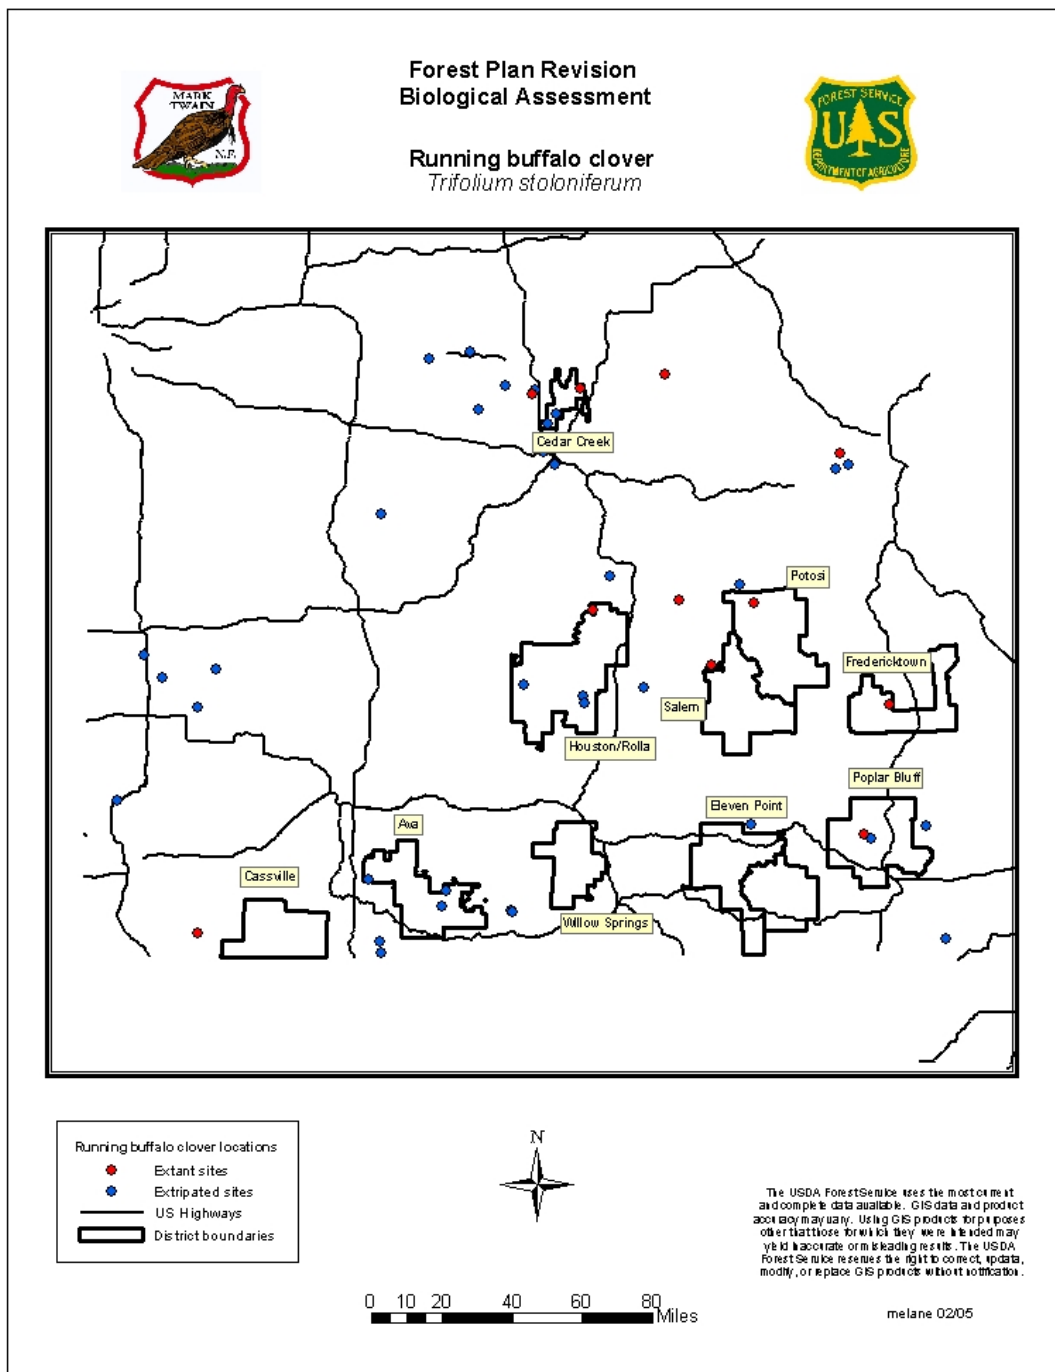 Forest Plan Revision
Biological Assessment
Running buffalo clover
Trifolium stoloniferum
MARK
TWAIN
N.F.
FOREST SERVICE
U S
DEPARTMENT OF AGRICULTURE
Cedar Creek
Potosi
Fredericktown
Salem
Houston/Rolla
Poplar Bluff
Eleven Point
Ava
Cassville
Willow Springs
Running buffalo clover locations
Extant sites
Extripated sites
US Highways
District boundaries
N
0 10 20 40 60 80
Miles
The USDA Forest Service uses the most current
and complete data available. GIS data and product
accuracy may vary. Using GIS products for purposes
other that those for which they were intended may
yield inaccurate or misleading results. The USDA
Forest Service reserves the right to correct, update,
modify, or replace GIS products without notification.
melane 02/05